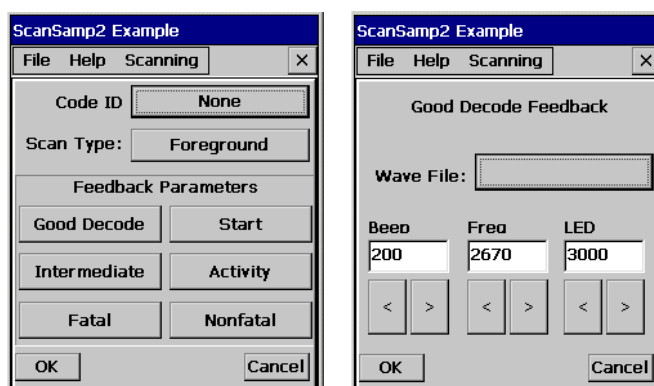 ScanSamp2 Example
File Help Scanning ×
Code ID None
Scan Type: Foreground
Feedback Parameters
Good Decode Start
Intermediate Activity
Fatal Nonfatal
OK Cancel
ScanSamp2 Example
File Help Scanning ×
Good Decode Feedback
Wave File:
Beep Freq LED
200 2670 3000
< > < > < >
OK Cancel